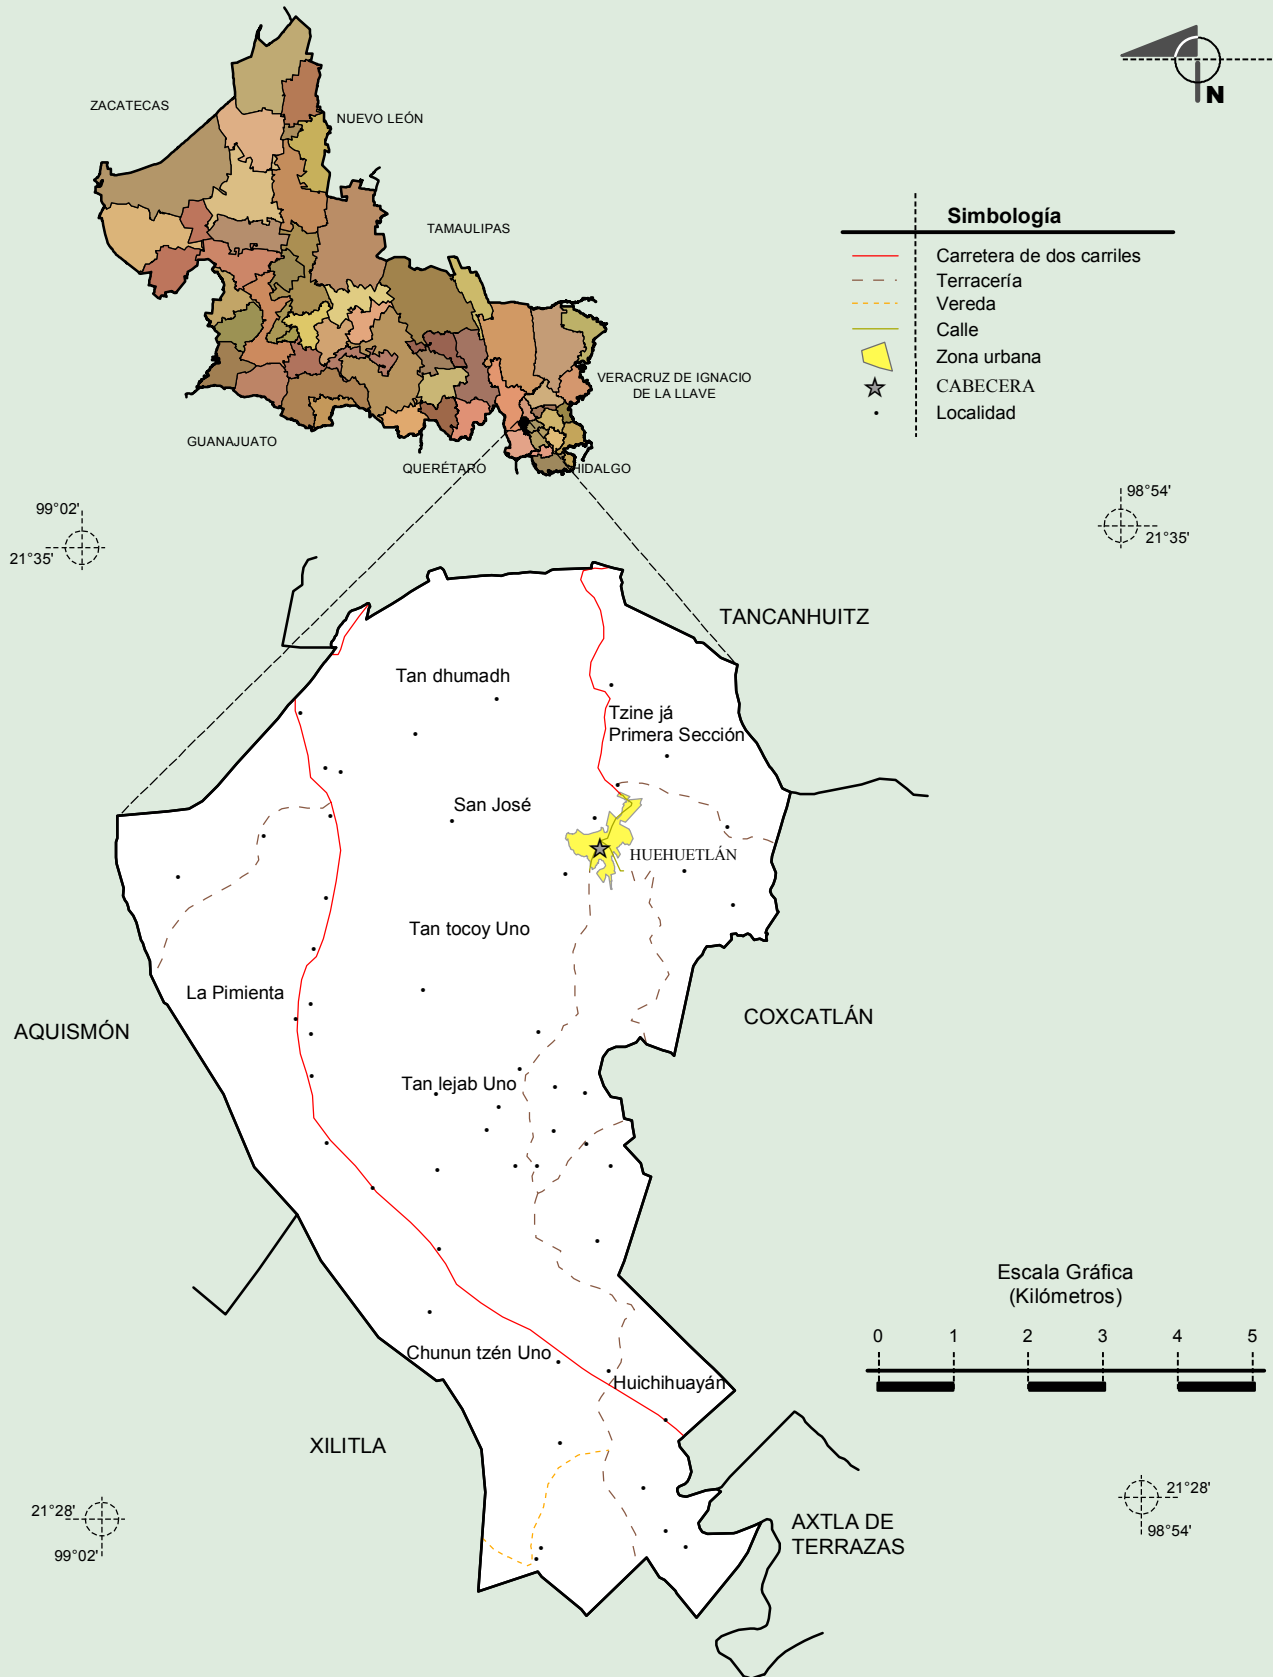 ZACATECAS
NUEVO LEÓN
TAMAULIPAS
VERACRUZ DE IGNACIO
DE LA LLAVE
GUANAJUATO
QUERÉTARO
HIDALGO
N
Simbología
Carretera de dos carriles
Terracería
Vereda
Calle
Zona urbana
CABECERA
Localidad
99°02'
21°35'
98°54'
21°35'
TANCANHUITZ
Tan dhumadh
Tzine já
Primera Sección
San José
HUEHUETLÁN
Tan tocoy Uno
La Pimienta
AQUISMÓN
COXCATLÁN
Tan lejab Uno
Escala Gráfica
(Kilómetros)
0 1 2 3 4 5
Chunun tzén Uno
Huichihuayán
XILITLA
AXTLA DE
TERRAZAS
21°28'
99°02'
21°28'
98°54'